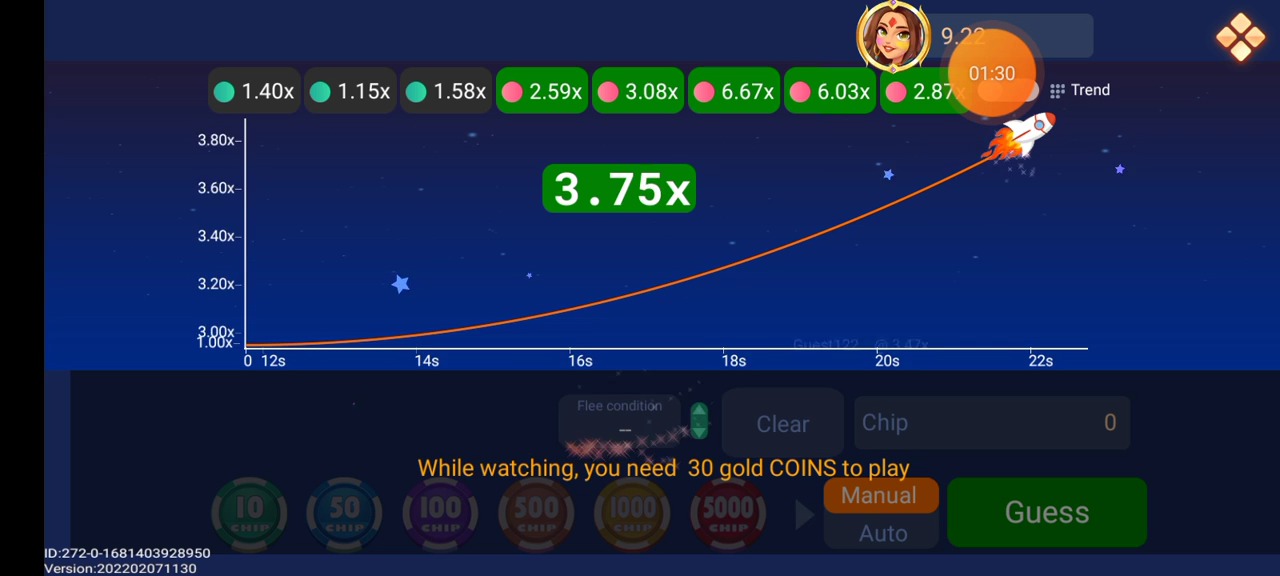 9.22
01:30
1.40x 1.15x 1.58x 2.59x 3.08x 6.67x 6.03x 2.87x Trend
3.80x
3.75x
3.60x
3.40x
3.20x
3.00x
1.00x
Guest122 @ 3.47x
0 12s 14s 16s 18s 20s 22s
Flee condition
--
Clear
Chip 0
While watching, you need 30 gold COINS to play
10 CHIP 50 CHIP 100 CHIP 500 CHIP 1000 CHIP 5000 CHIP
Manual
Auto
Guess
ID:272-0-1681403928950
Version:202202071130